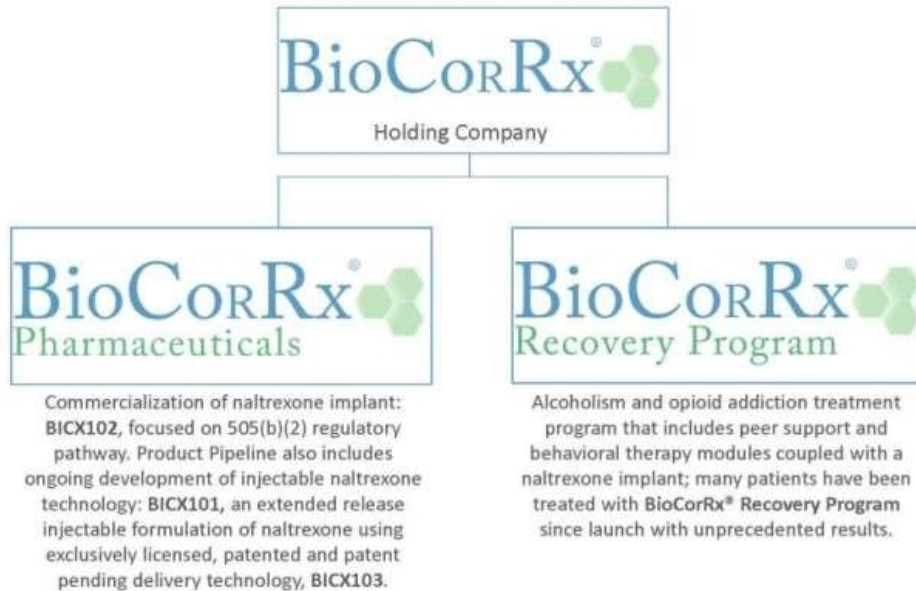 BioCorRx®
Holding Company
BioCorRx®
Pharmaceuticals
Commercialization of naltrexone implant:
BICX102, focused on 505(b)(2) regulatory
pathway. Product Pipeline also includes
ongoing development of injectable naltrexone
technology: BICX101, an extended release
injectable formulation of naltrexone using
exclusively licensed, patented and patent
pending delivery technology, BICX103.
BioCorRx®
Recovery Program
Alcoholism and opioid addiction treatment
program that includes peer support and
behavioral therapy modules coupled with a
naltrexone implant; many patients have been
treated with BioCorRx® Recovery Program
since launch with unprecedented results.